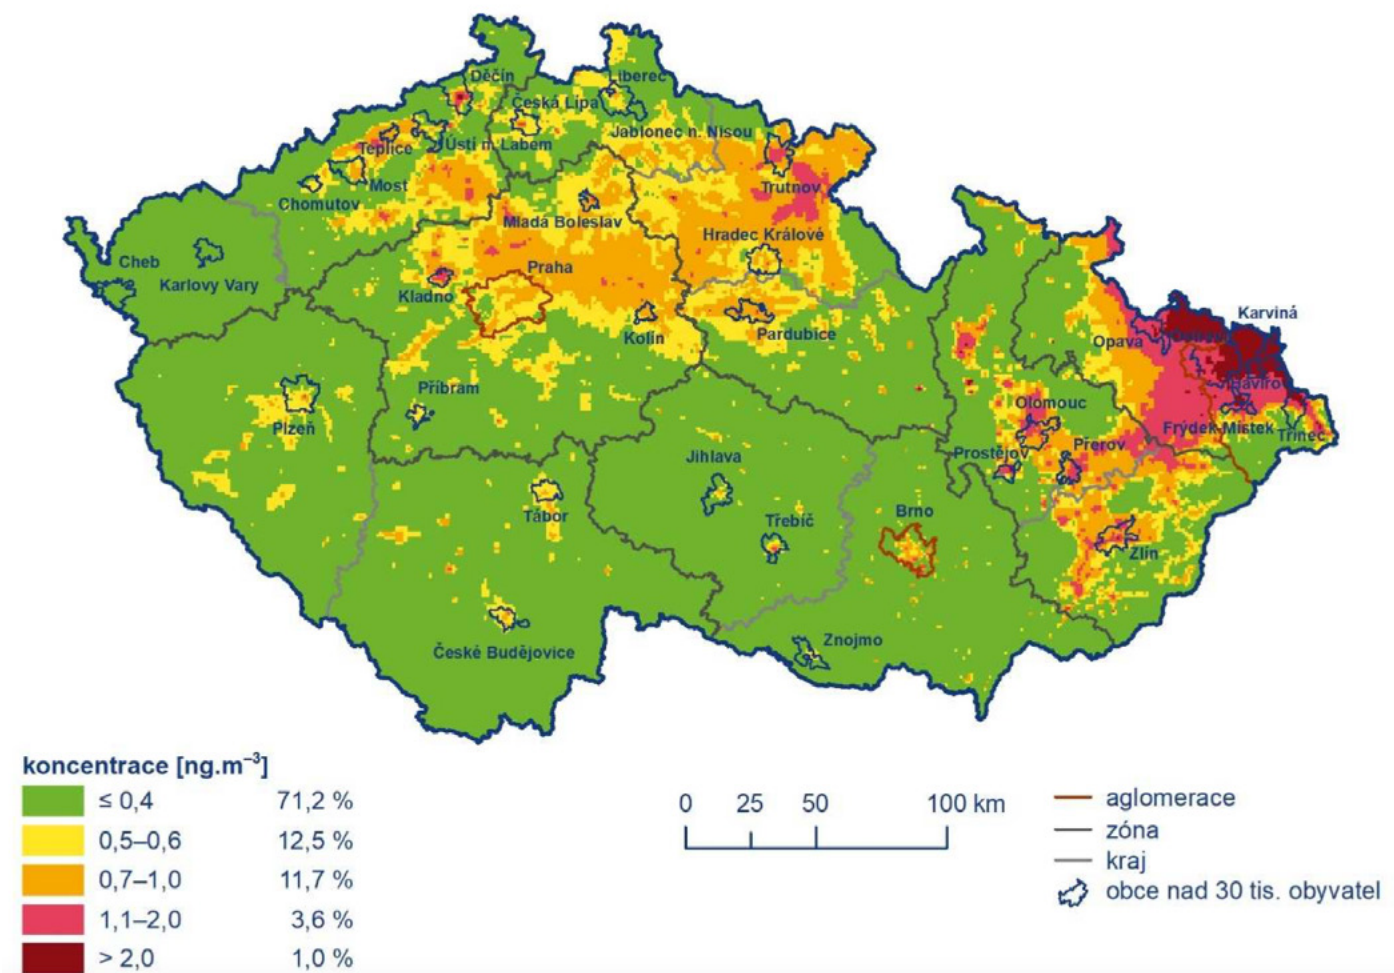 Děčín
Liberec
Česká Lípa
Jablonec n. Nisou
Ústí n. Labem
Teplice
Most
Chomutov
Trutnov
Mladá Boleslav
Hradec Králové
Cheb
Karlovy Vary
Praha
Kladno
Kolín
Pardubice
Karviná
Opava
Havířov
Příbram
Olomouc
Plzeň
Frýdek-Místek
Třinec
Přerov
Prostějov
Jihlava
Tábor
Třebíč
Brno
Zlín
Znojmo
České Budějovice
koncentrace [ng.m⁻³]
≤ 0,4 71,2 %
0,5–0,6 12,5 %
0,7–1,0 11,7 %
1,1–2,0 3,6 %
> 2,0 1,0 %
0 25 50 100 km
aglomerace
zóna
kraj
obce nad 30 tis. obyvatel